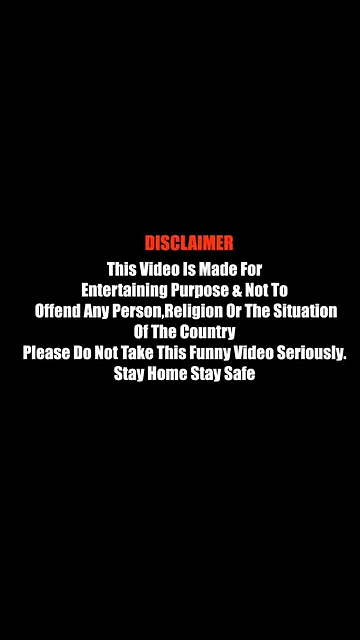 DISCLAIMER
This Video Is Made For
Entertaining Purpose & Not To
Offend Any Person,Religion Or The Situation
Of The Country
Please Do Not Take This Funny Video Seriously.
Stay Home Stay Safe